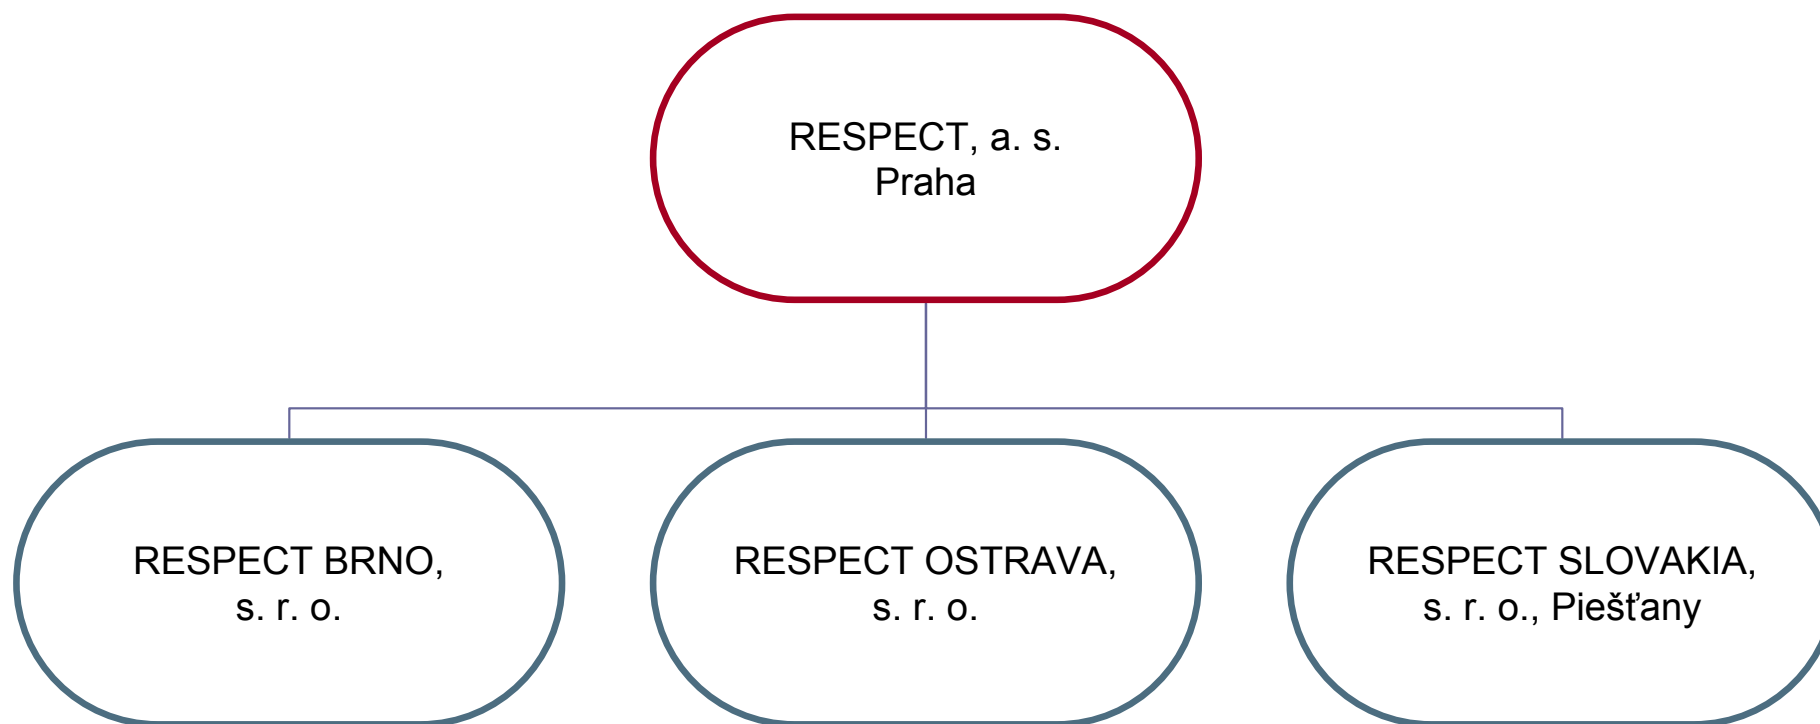 RESPECT, a. s.
Praha
RESPECT BRNO,
s. r. o.
RESPECT OSTRAVA,
s. r. o.
RESPECT SLOVAKIA,
s. r. o., Piešťany